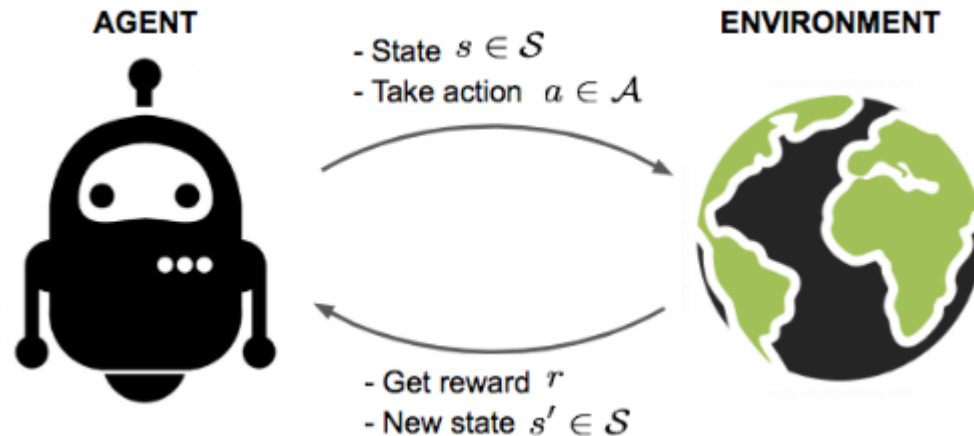 AGENT
ENVIRONMENT
- State s ∈ 𝒮
- Take action a ∈ 𝒜
- Get reward r
- New state s′ ∈ 𝒮